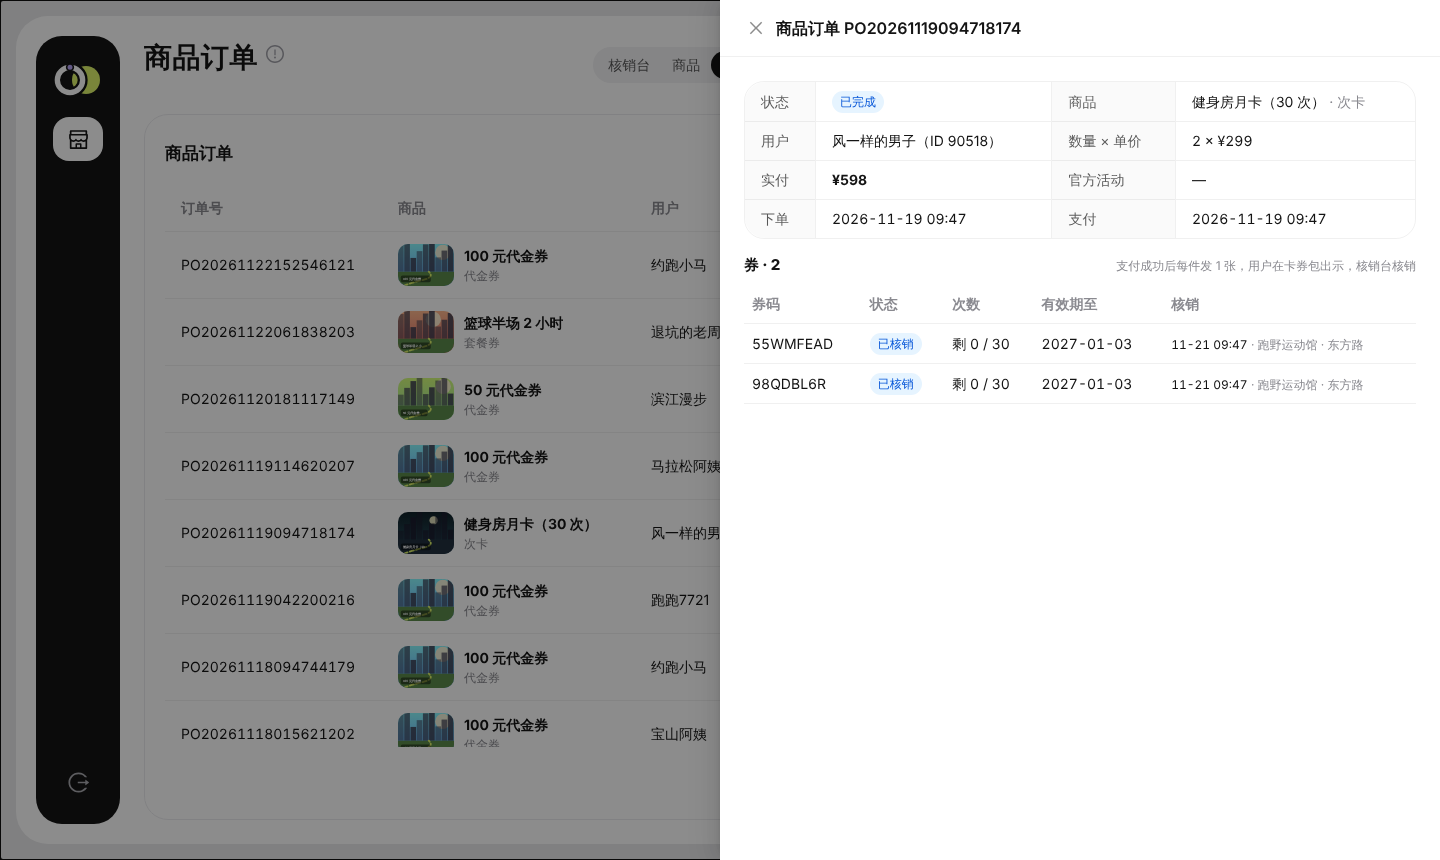 商品订单
核销台 商品
商品订单
订单号 商品 用户
PO20261122152546121 100 元代金券 约跑小马
代金券
PO20261122061838203 篮球半场 2 小时 退坑的老周
套餐券
PO20261120181117149 50 元代金券 滨江漫步
代金券
PO20261119114620207 100 元代金券 马拉松阿姨
代金券
PO20261119094718174 健身房月卡（30 次） 风一样的男
次卡
PO20261119042200216 100 元代金券 跑跑7721
代金券
PO20261118094744179 100 元代金券 约跑小马
代金券
PO20261118015621202 100 元代金券 宝山阿姨
代金券
商品订单 PO20261119094718174
状态 已完成 商品 健身房月卡（30 次） · 次卡
用户 风一样的男子（ID 90518） 数量 × 单价 2 × ¥299
实付 ¥598 官方活动 —
下单 2026-11-19 09:47 支付 2026-11-19 09:47
券 · 2 支付成功后每件发 1 张，用户在卡券包出示，核销台核销
券码 状态 次数 有效期至 核销
55WMFEAD 已核销 剩 0 / 30 2027-01-03 11-21 09:47 · 跑野运动馆 · 东方路
98QDBL6R 已核销 剩 0 / 30 2027-01-03 11-21 09:47 · 跑野运动馆 · 东方路